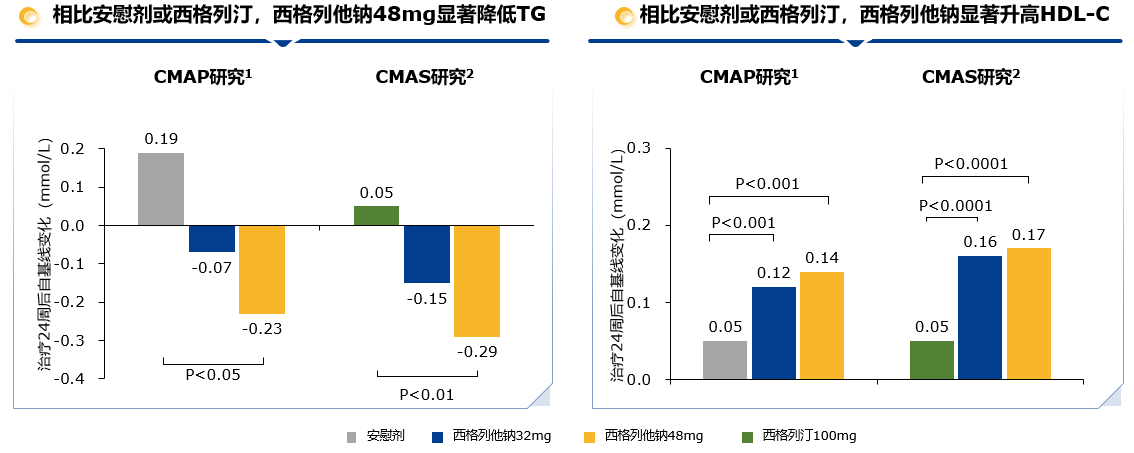 相比安慰剂或西格列汀，西格列他钠48mg显著降低TG
CMAP研究1
CMAS研究2
治疗24周后自基线变化（mmol/L）
0.2
0.1
0.0
-0.1
-0.2
-0.3
-0.4
0.19
-0.07
-0.23
P<0.05
0.05
-0.15
-0.29
P<0.01
相比安慰剂或西格列汀，西格列他钠显著升高HDL-C
CMAP研究1
CMAS研究2
治疗24周后自基线变化（mmol/L）
0.3
0.2
0.1
0.0
P<0.001
P<0.001
0.05
0.12
0.14
P<0.0001
P<0.0001
0.05
0.16
0.17
安慰剂
西格列他钠32mg
西格列他钠48mg
西格列汀100mg